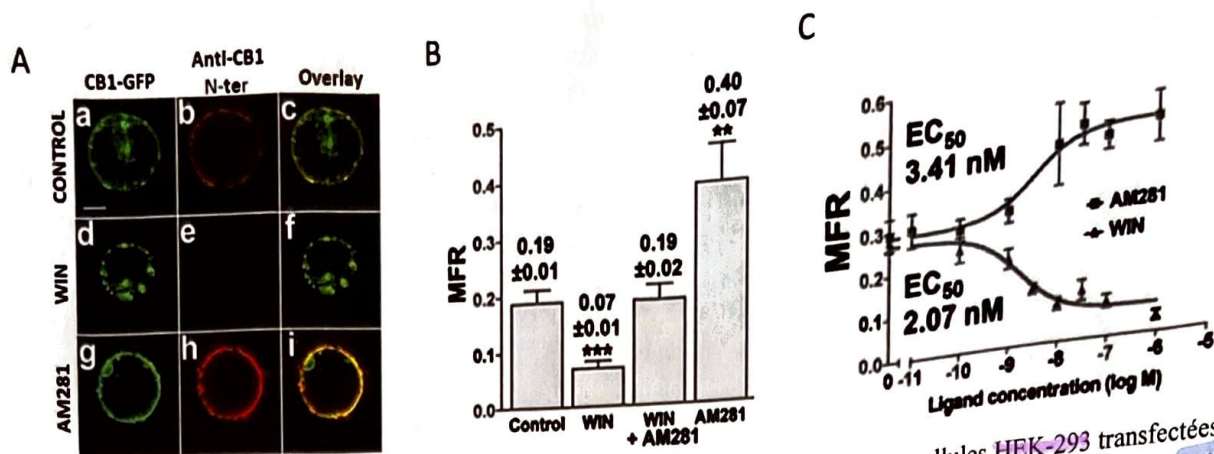 A
CB1-GFP
Anti-CB1
N-ter
Overlay
CONTROL
a
b
c
WIN
d
e
f
AM281
g
h
i
B
MFR
0.5
0.4
0.3
0.2
0.1
0.0
0.19
±0.01
0.07
±0.01
***
0.19
±0.02
0.40
±0.07
**
Control
WIN
WIN
+ AM281
AM281
C
MFR
0.6
0.5
0.4
0.3
0.2
0.1
0.0
EC50
3.41 nM
AM281
WIN
EC50
2.07 nM
0 -11 -10 -9 -8 -7 -6 -5
Ligand concentration (log M)
HEK-293 transfectées